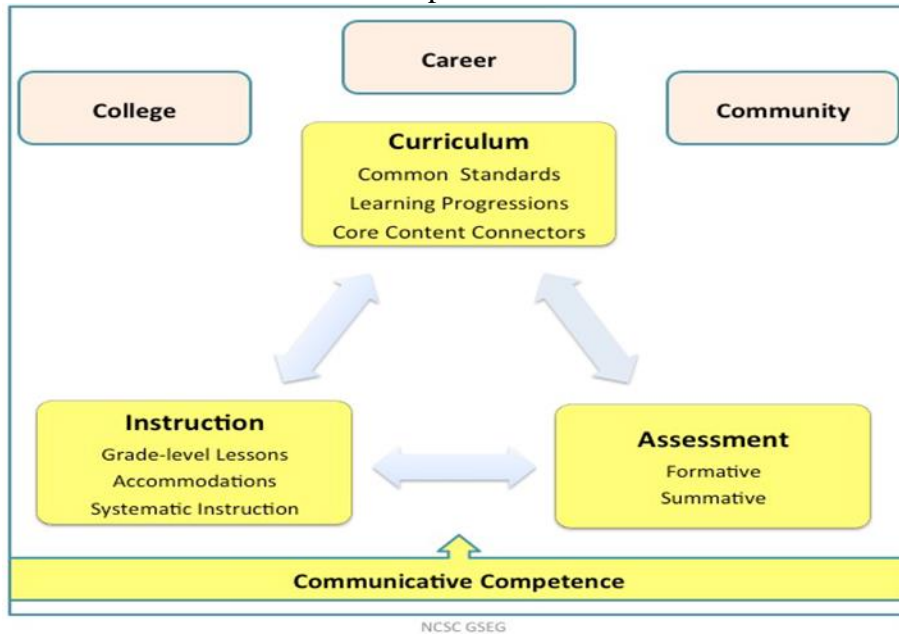 Career
College
Community
Curriculum
Common Standards
Learning Progressions
Core Content Connectors
Instruction
Grade-level Lessons
Accommodations
Systematic Instruction
Assessment
Formative
Summative
Communicative Competence
NCSC GSEG